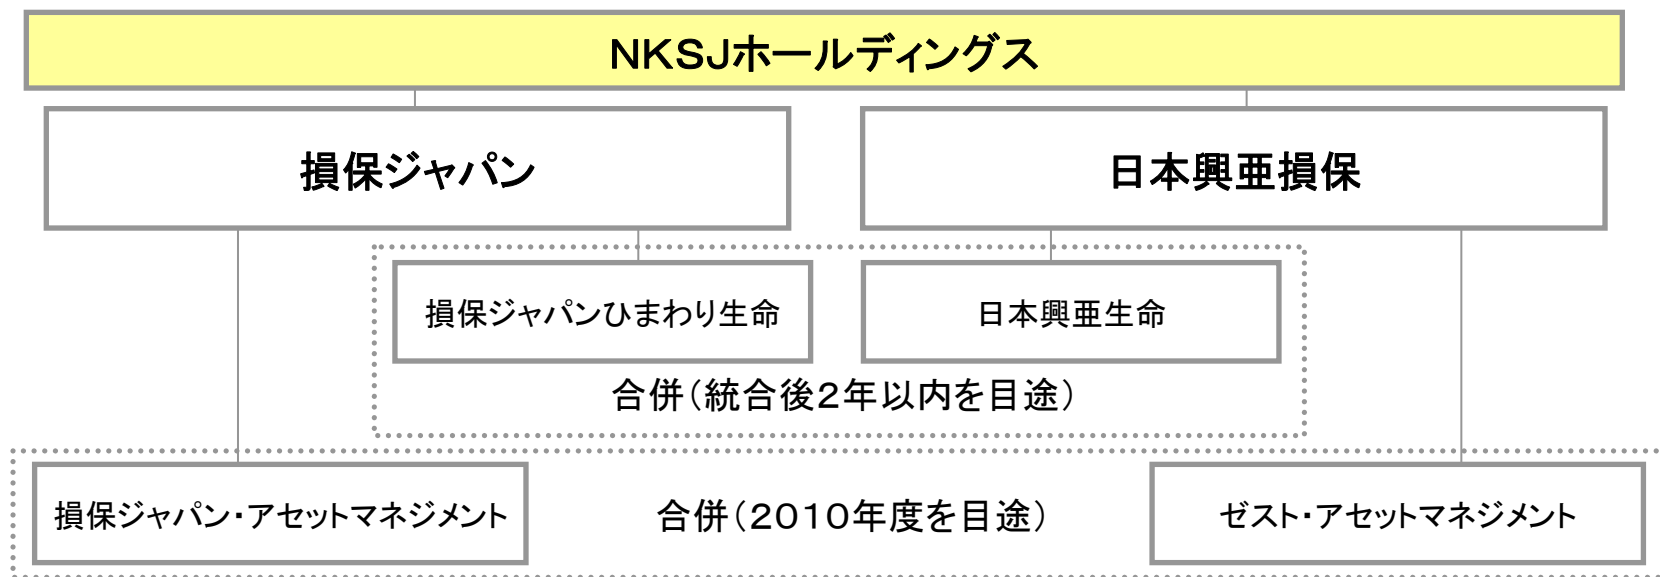 NKSJホールディングス
損保ジャパン
日本興亜損保
損保ジャパンひまわり生命
日本興亜生命
合併(統合後2年以内を目途)
損保ジャパン・アセットマネジメント
合併(2010年度を目途)
ゼスト・アセットマネジメント